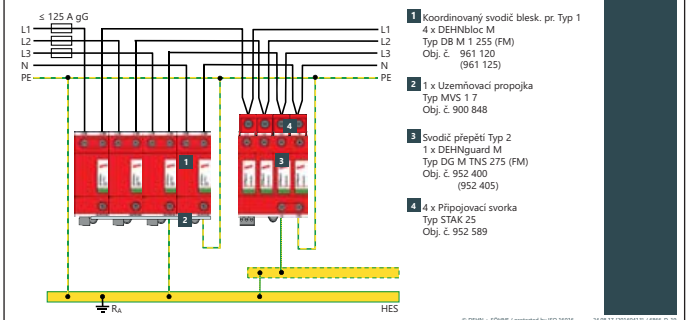 ≤ 125 A gG
L1
L2
L3
N
PE
L1
L2
L3
N
PE
1
2
3
4
RA
HES
1 Koordinovaný svodič blesk. pr. Typ 1
4 x DEHNbloc M
Typ DB M 1 255 (FM)
Obj. č. 961 120
(961 125)
2 1 x Uzemňovací propojka
Typ MVS 1 7
Obj. č. 900 848
3 Svodič přepětí Typ 2
1 x DEHNguard M
Typ DG M TNS 275 (FM)
Obj. č. 952 400
(952 405)
4 4 x Připojovací svorka
Typ STAK 25
Obj. č. 952 589